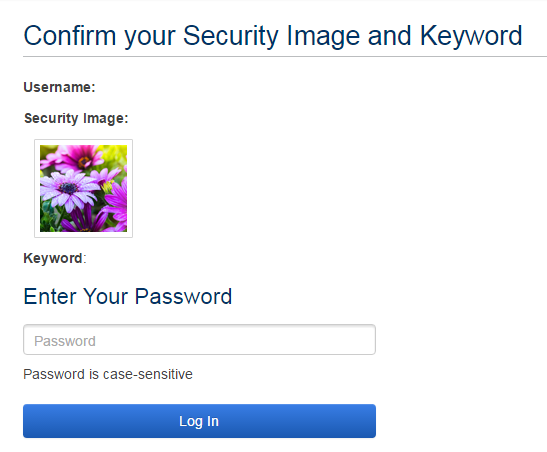 Confirm your Security Image and Keyword
Username:
Security Image:
Keyword:
Enter Your Password
Password
Password is case-sensitive
Log In